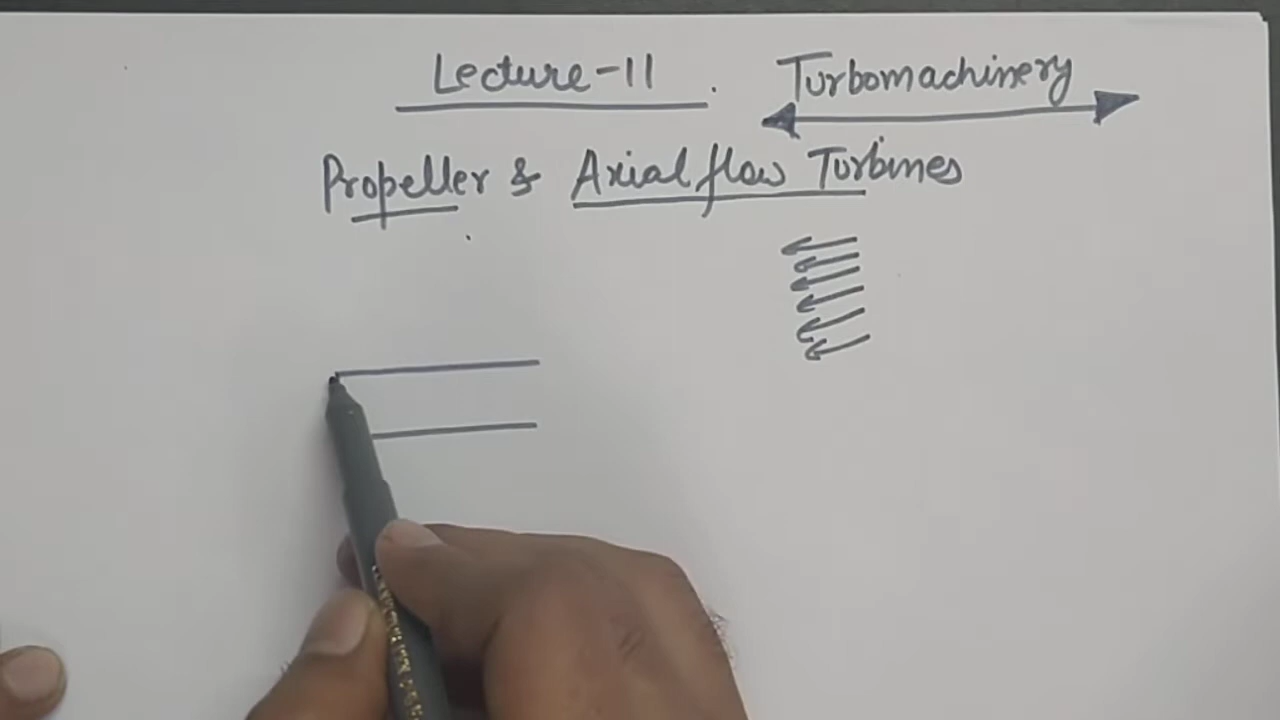 Lecture-11 . Turbomachinery
Propeller & Axial flow Turbines